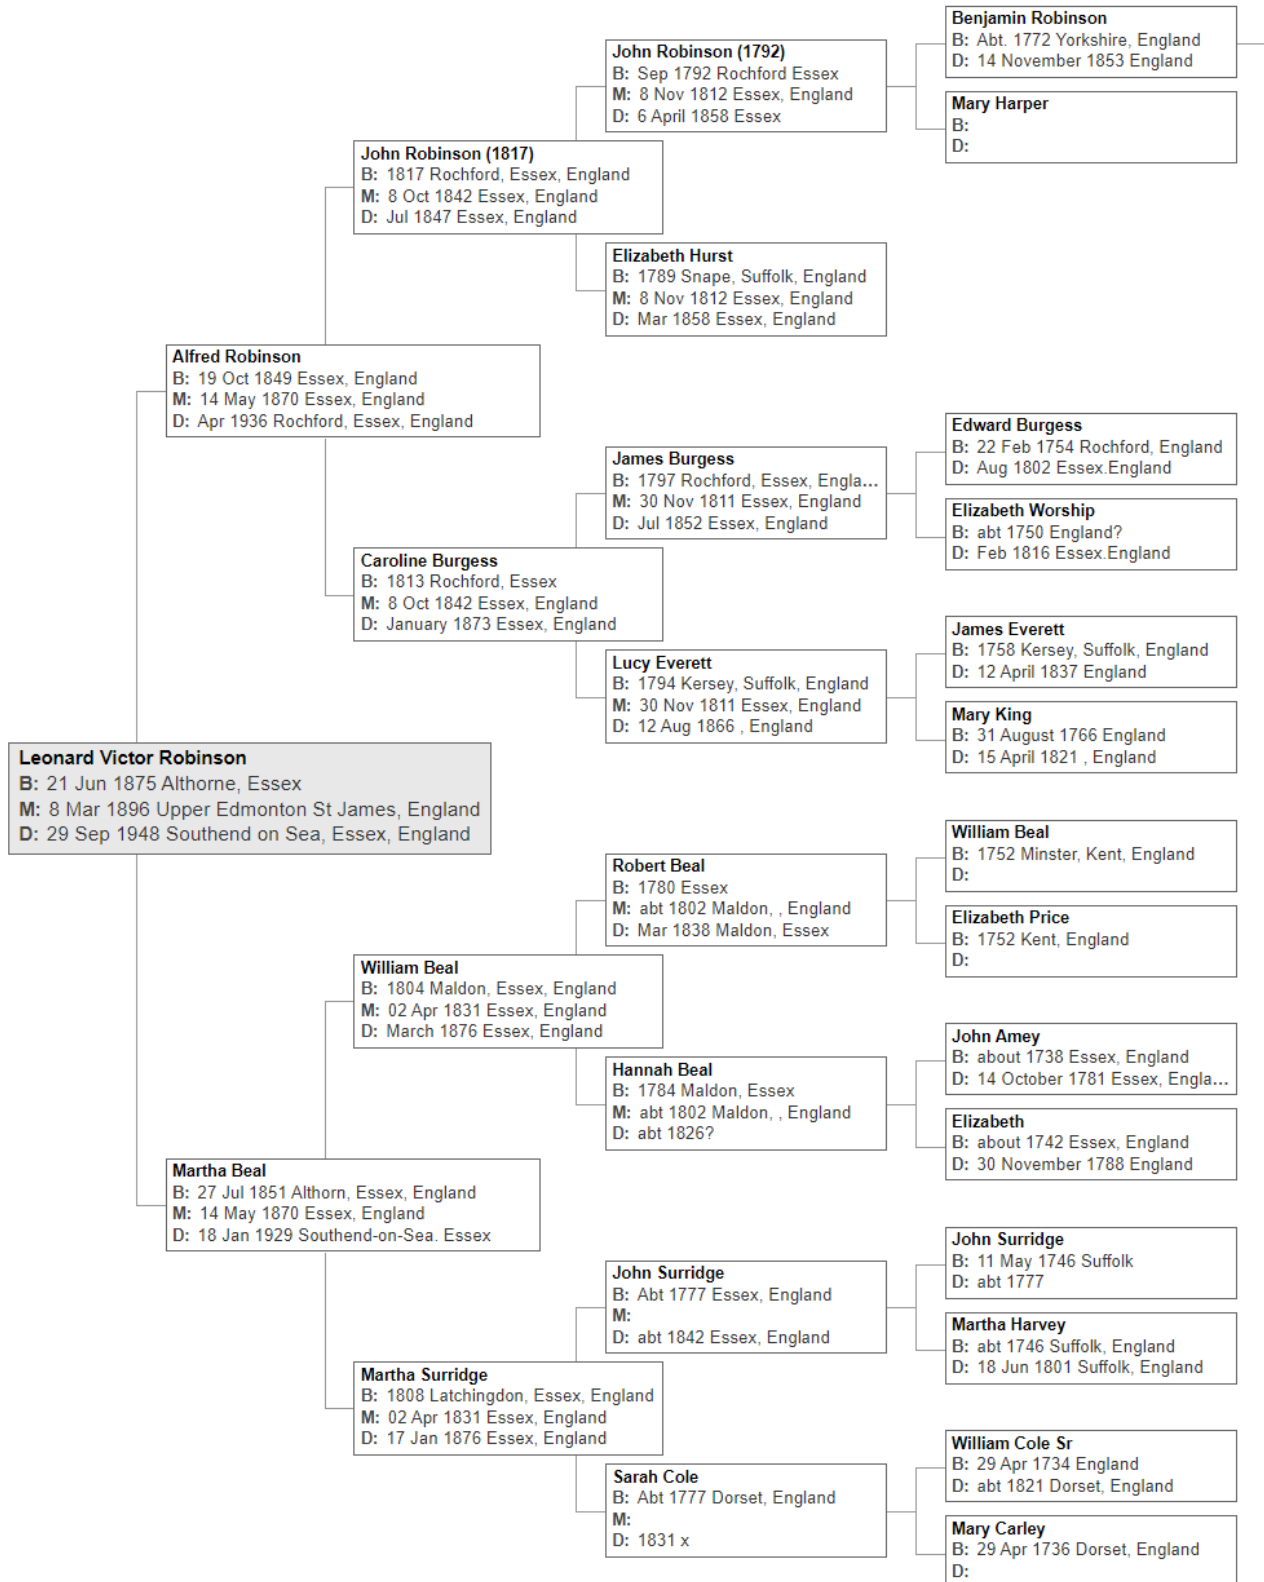 Benjamin Robinson
B: Abt. 1772 Yorkshire, England
D: 14 November 1853 England
John Robinson (1792)
B: Sep 1792 Rochford Essex
M: 8 Nov 1812 Essex, England
D: 6 April 1858 Essex
Mary Harper
B:
D:
John Robinson (1817)
B: 1817 Rochford, Essex, England
M: 8 Oct 1842 Essex, England
D: Jul 1847 Essex, England
Elizabeth Hurst
B: 1789 Snape, Suffolk, England
M: 8 Nov 1812 Essex, England
D: Mar 1858 Essex, England
Alfred Robinson
B: 19 Oct 1849 Essex, England
M: 14 May 1870 Essex, England
D: Apr 1936 Rochford, Essex, England
Edward Burgess
B: 22 Feb 1754 Rochford, England
D: Aug 1802 Essex.England
James Burgess
B: 1797 Rochford, Essex, Engla...
M: 30 Nov 1811 Essex, England
D: Jul 1852 Essex, England
Elizabeth Worship
B: abt 1750 England?
D: Feb 1816 Essex.England
Caroline Burgess
B: 1813 Rochford, Essex
M: 8 Oct 1842 Essex, England
D: January 1873 Essex, England
James Everett
B: 1758 Kersey, Suffolk, England
D: 12 April 1837 England
Lucy Everett
B: 1794 Kersey, Suffolk, England
M: 30 Nov 1811 Essex, England
D: 12 Aug 1866 , England
Mary King
B: 31 August 1766 England
D: 15 April 1821 , England
Leonard Victor Robinson
B: 21 Jun 1875 Althorne, Essex
M: 8 Mar 1896 Upper Edmonton St James, England
D: 29 Sep 1948 Southend on Sea, Essex, England
William Beal
B: 1752 Minster, Kent, England
D:
Robert Beal
B: 1780 Essex
M: abt 1802 Maldon, , England
D: Mar 1838 Maldon, Essex
Elizabeth Price
B: 1752 Kent, England
D:
William Beal
B: 1804 Maldon, Essex, England
M: 02 Apr 1831 Essex, England
D: March 1876 Essex, England
John Amey
B: about 1738 Essex, England
D: 14 October 1781 Essex, Engla...
Hannah Beal
B: 1784 Maldon, Essex
M: abt 1802 Maldon, , England
D: abt 1826?
Elizabeth
B: about 1742 Essex, England
D: 30 November 1788 England
Martha Beal
B: 27 Jul 1851 Althorn, Essex, England
M: 14 May 1870 Essex, England
D: 18 Jan 1929 Southend-on-Sea. Essex
John Surridge
B: 11 May 1746 Suffolk
D: abt 1777
John Surridge
B: Abt 1777 Essex, England
M:
D: abt 1842 Essex, England
Martha Harvey
B: abt 1746 Suffolk, England
D: 18 Jun 1801 Suffolk, England
Martha Surridge
B: 1808 Latchingdon, Essex, England
M: 02 Apr 1831 Essex, England
D: 17 Jan 1876 Essex, England
William Cole Sr
B: 29 Apr 1734 England
D: abt 1821 Dorset, England
Sarah Cole
B: Abt 1777 Dorset, England
M:
D: 1831 x
Mary Carley
B: 29 Apr 1736 Dorset, England
D: